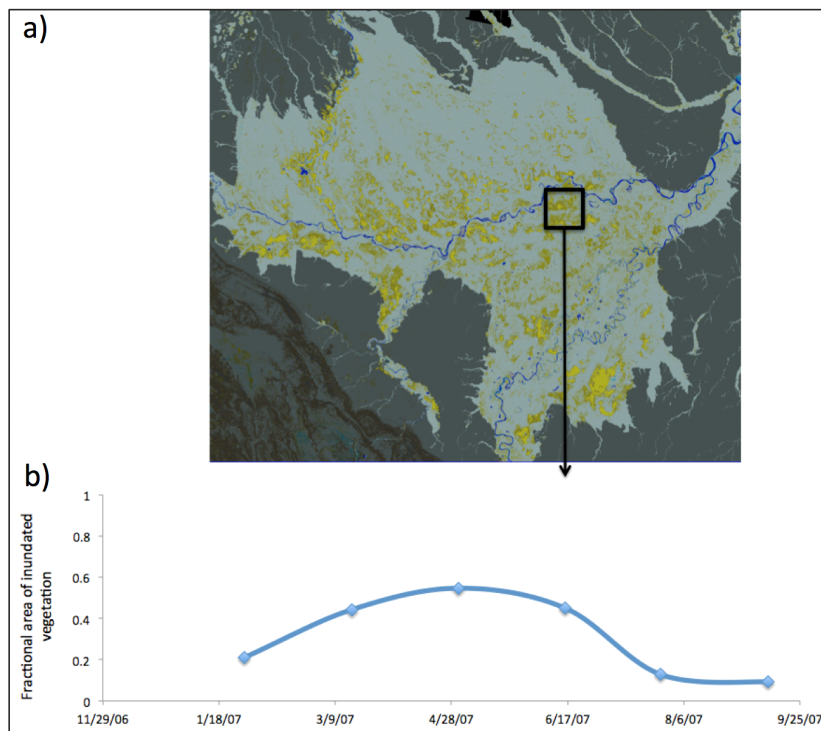 a)
b)
Fractional area of inundated
vegetation
1
0.8
0.6
0.4
0.2
0
11/29/06 1/18/07 3/9/07 4/28/07 6/17/07 8/6/07 9/25/07